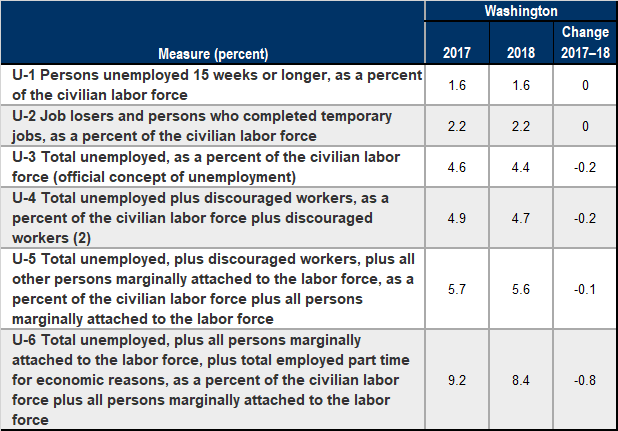 Washington
Measure (percent) 2017 2018 Change 2017–18
U-1 Persons unemployed 15 weeks or longer, as a percent
of the civilian labor force
1.6 1.6 0
U-2 Job losers and persons who completed temporary
jobs, as a percent of the civilian labor force
2.2 2.2 0
U-3 Total unemployed, as a percent of the civilian labor
force (official concept of unemployment)
4.6 4.4 -0.2
U-4 Total unemployed plus discouraged workers, as a
percent of the civilian labor force plus discouraged
workers (2)
4.9 4.7 -0.2
U-5 Total unemployed, plus discouraged workers, plus all
other persons marginally attached to the labor force, as a
percent of the civilian labor force plus all persons
marginally attached to the labor force
5.7 5.6 -0.1
U-6 Total unemployed, plus all persons marginally
attached to the labor force, plus total employed part time
for economic reasons, as a percent of the civilian labor
force plus all persons marginally attached to the labor
force
9.2 8.4 -0.8